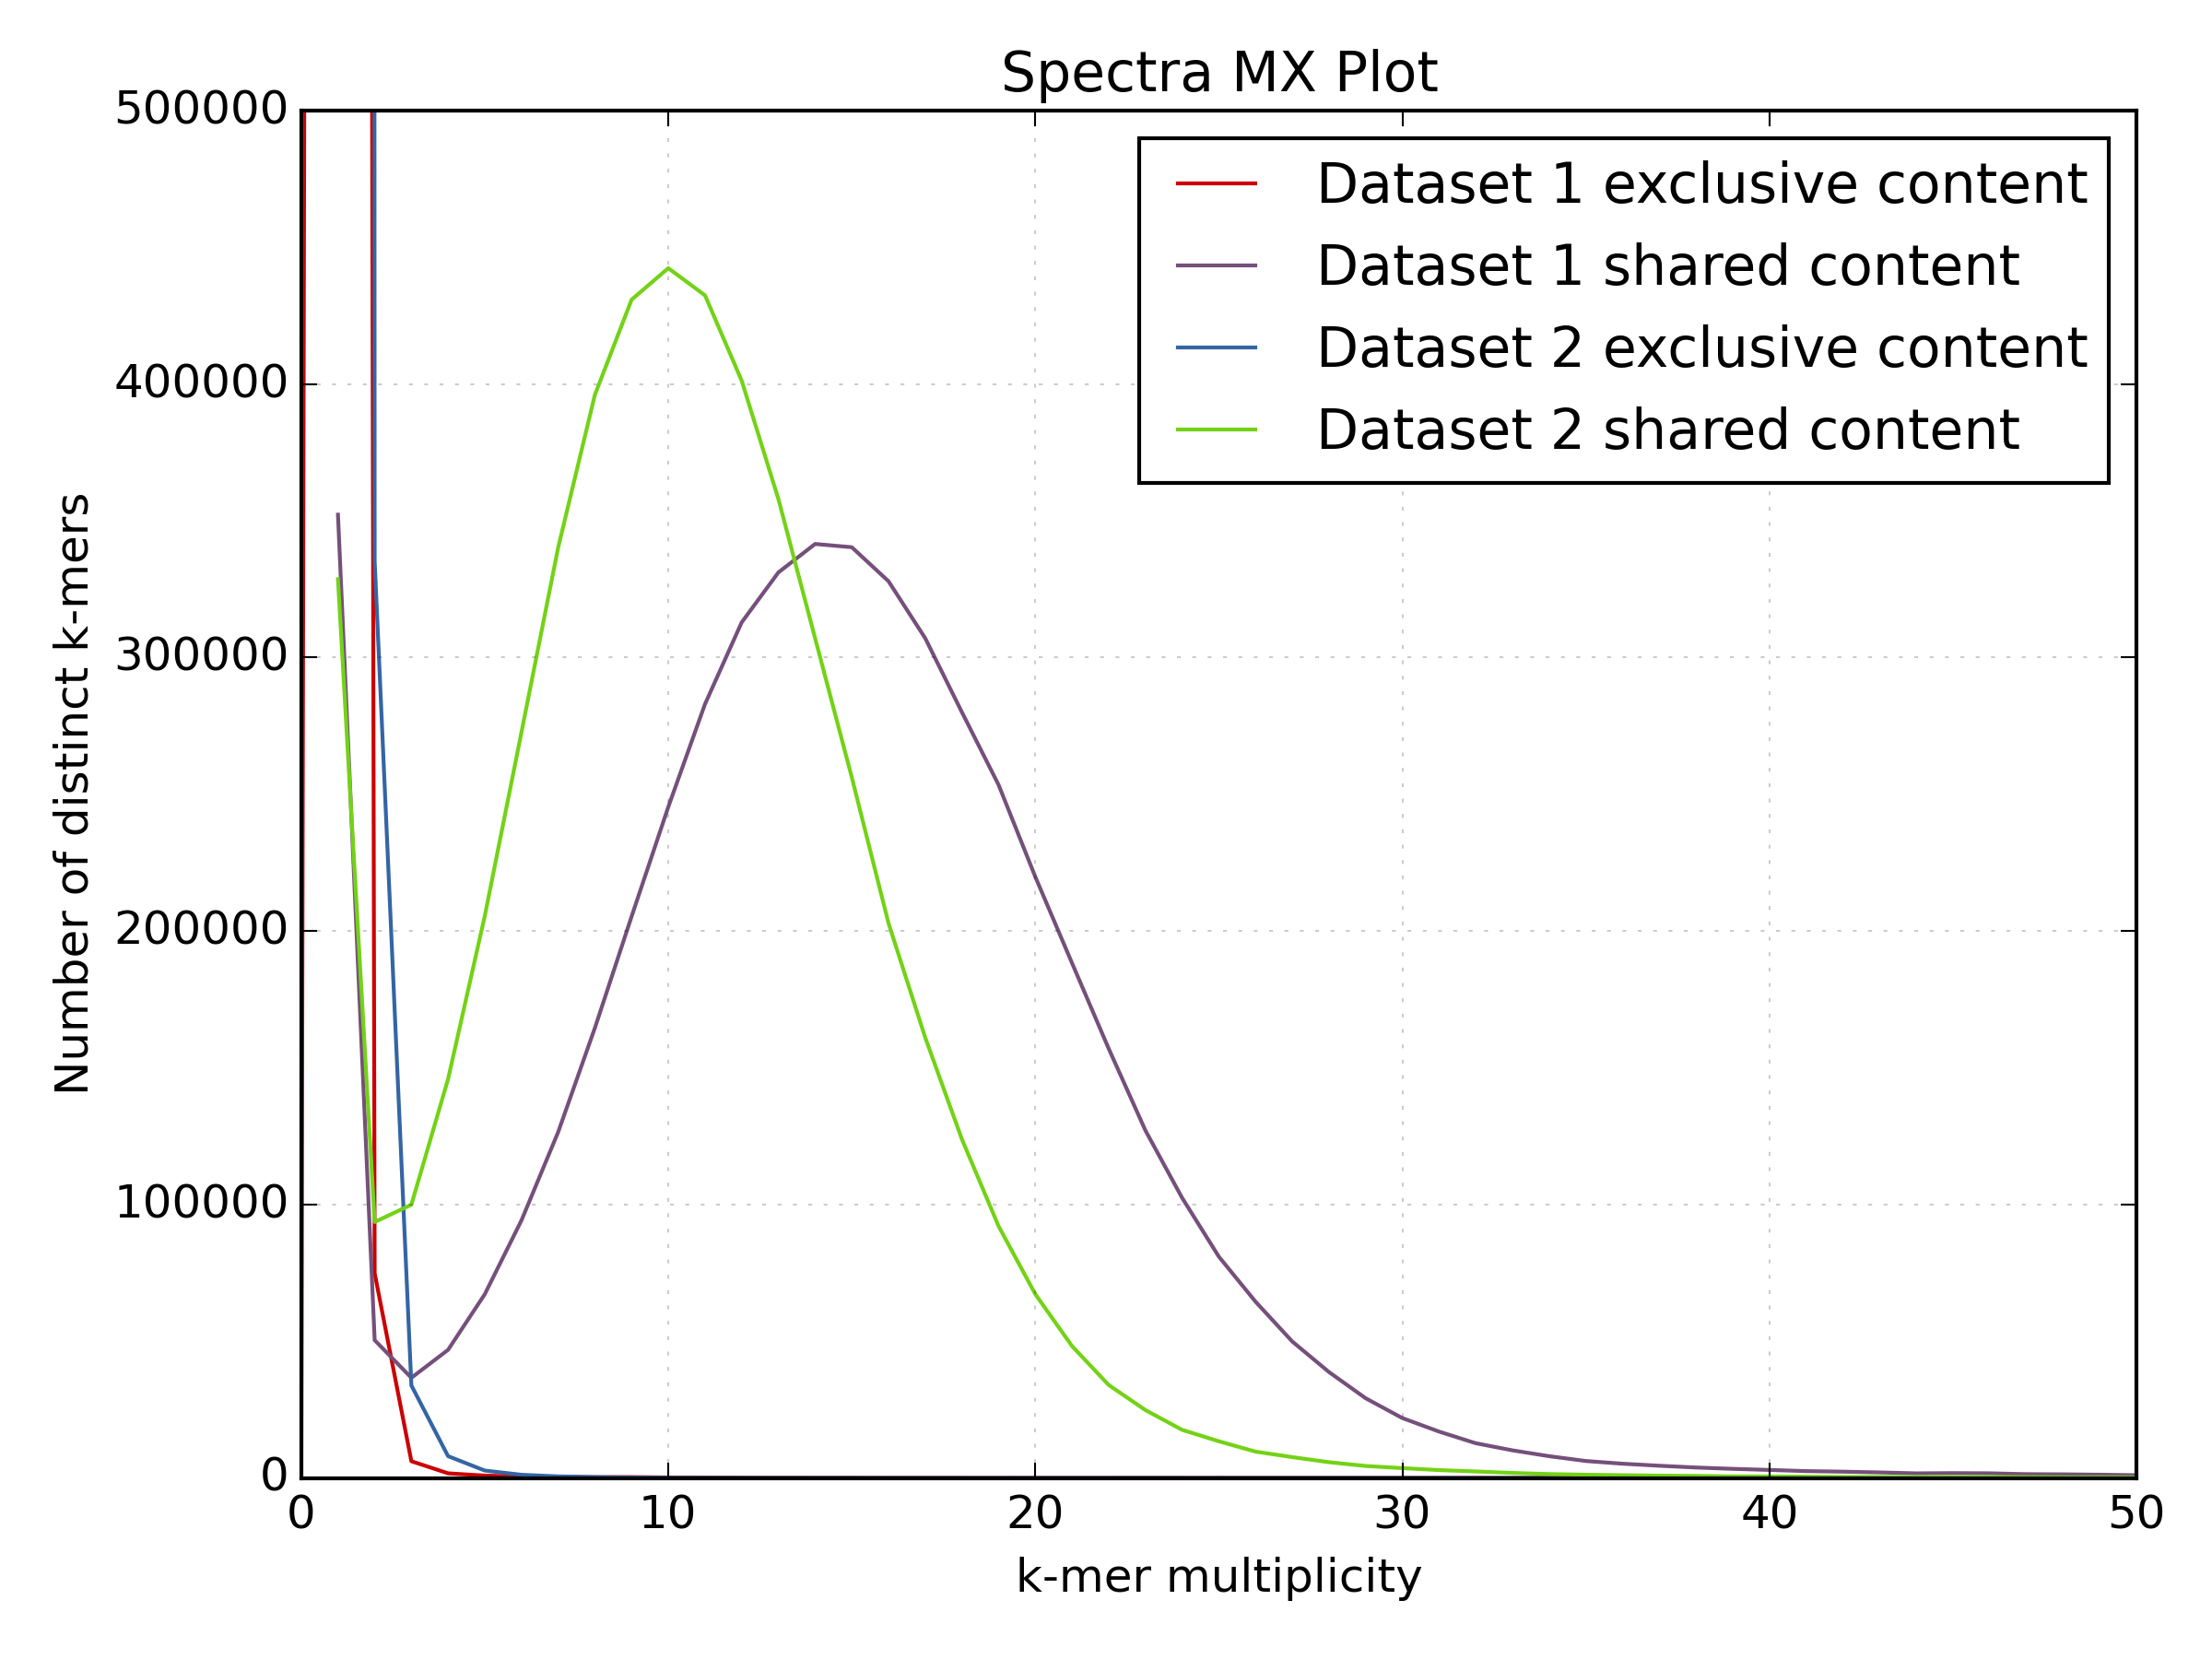 Spectra MX Plot
500000
400000
300000
200000
100000
0
Number of distinct k-mers
Dataset 1 exclusive content
Dataset 1 shared content
Dataset 2 exclusive content
Dataset 2 shared content
0 10 20 30 40 50
k-mer multiplicity